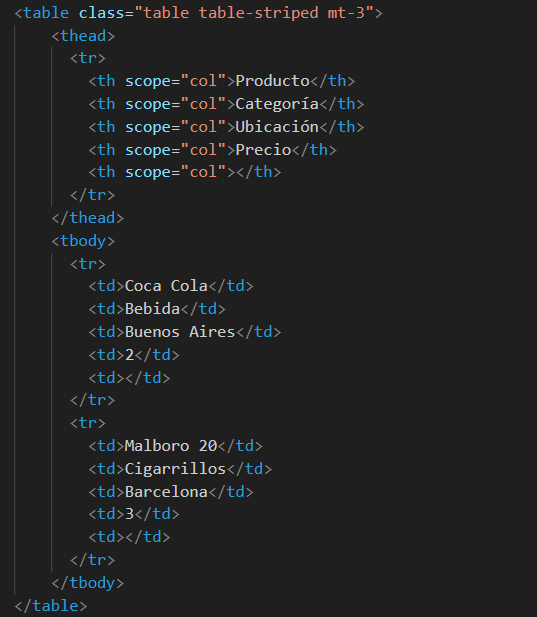 <table class="table table-striped mt-3">
<thead>
<tr>
<th scope="col">Producto</th>
<th scope="col">Categoría</th>
<th scope="col">Ubicación</th>
<th scope="col">Precio</th>
<th scope="col"></th>
</tr>
</thead>
<tbody>
<tr>
<td>Coca Cola</td>
<td>Bebida</td>
<td>Buenos Aires</td>
<td>2</td>
<td></td>
</tr>
<tr>
<td>Malboro 20</td>
<td>Cigarrillos</td>
<td>Barcelona</td>
<td>3</td>
<td></td>
</tr>
</tbody>
</table>